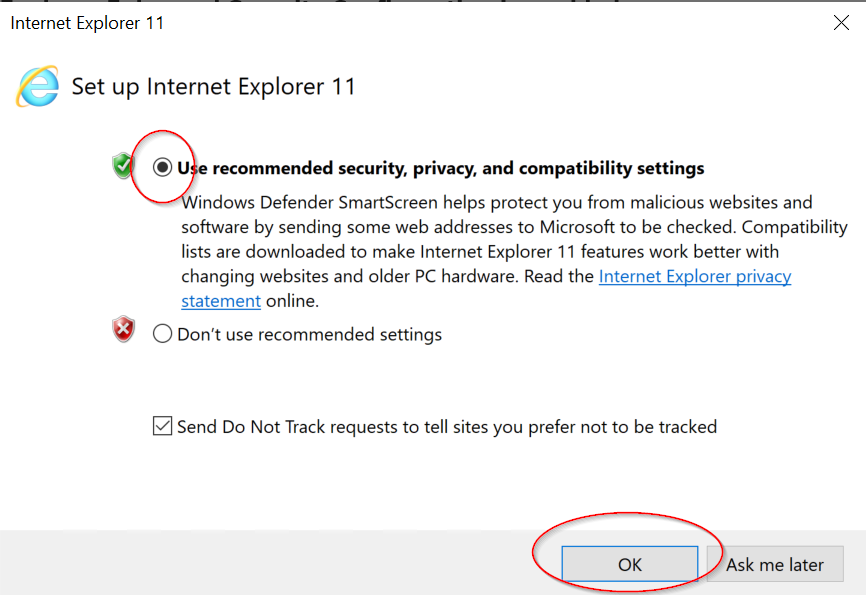 Internet Explorer 11
Set up Internet Explorer 11
Use recommended security, privacy, and compatibility settings
Windows Defender SmartScreen helps protect you from malicious websites and
software by sending some web addresses to Microsoft to be checked. Compatibility
lists are downloaded to make Internet Explorer 11 features work better with
changing websites and older PC hardware. Read the Internet Explorer privacy
statement online.
Don’t use recommended settings
Send Do Not Track requests to tell sites you prefer not to be tracked
OK
Ask me later